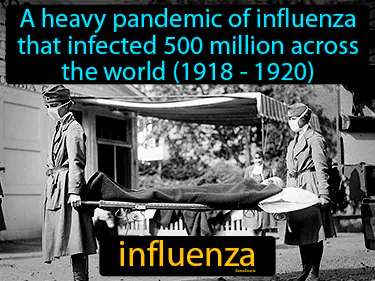 A heavy pandemic of influenza
that infected 500 million across
the world (1918 - 1920)
influenza